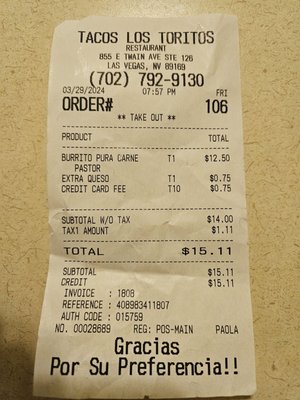 TACOS LOS TORITOS
RESTAURANT
855 E TWAIN AVE STE 126
LAS VEGAS, NV 89169
(702) 792-9130
03/29/2024 07:57 PM FRI
ORDER# 106
** TAKE OUT **
PRODUCT TOTAL
BURRITO PURA CARNE T1 $12.50
PASTOR
EXTRA QUESO T1 $0.75
CREDIT CARD FEE T10 $0.75
SUBTOTAL W/O TAX $14.00
TAX1 AMOUNT $1.11
TOTAL $15.11
SUBTOTAL $15.11
CREDIT $15.11
INVOICE : 1808
REFERENCE : 408983411807
AUTH CODE : 015759
NO. 00028689 REG: POS-MAIN PAOLA
Gracias
Por Su Preferencia!!